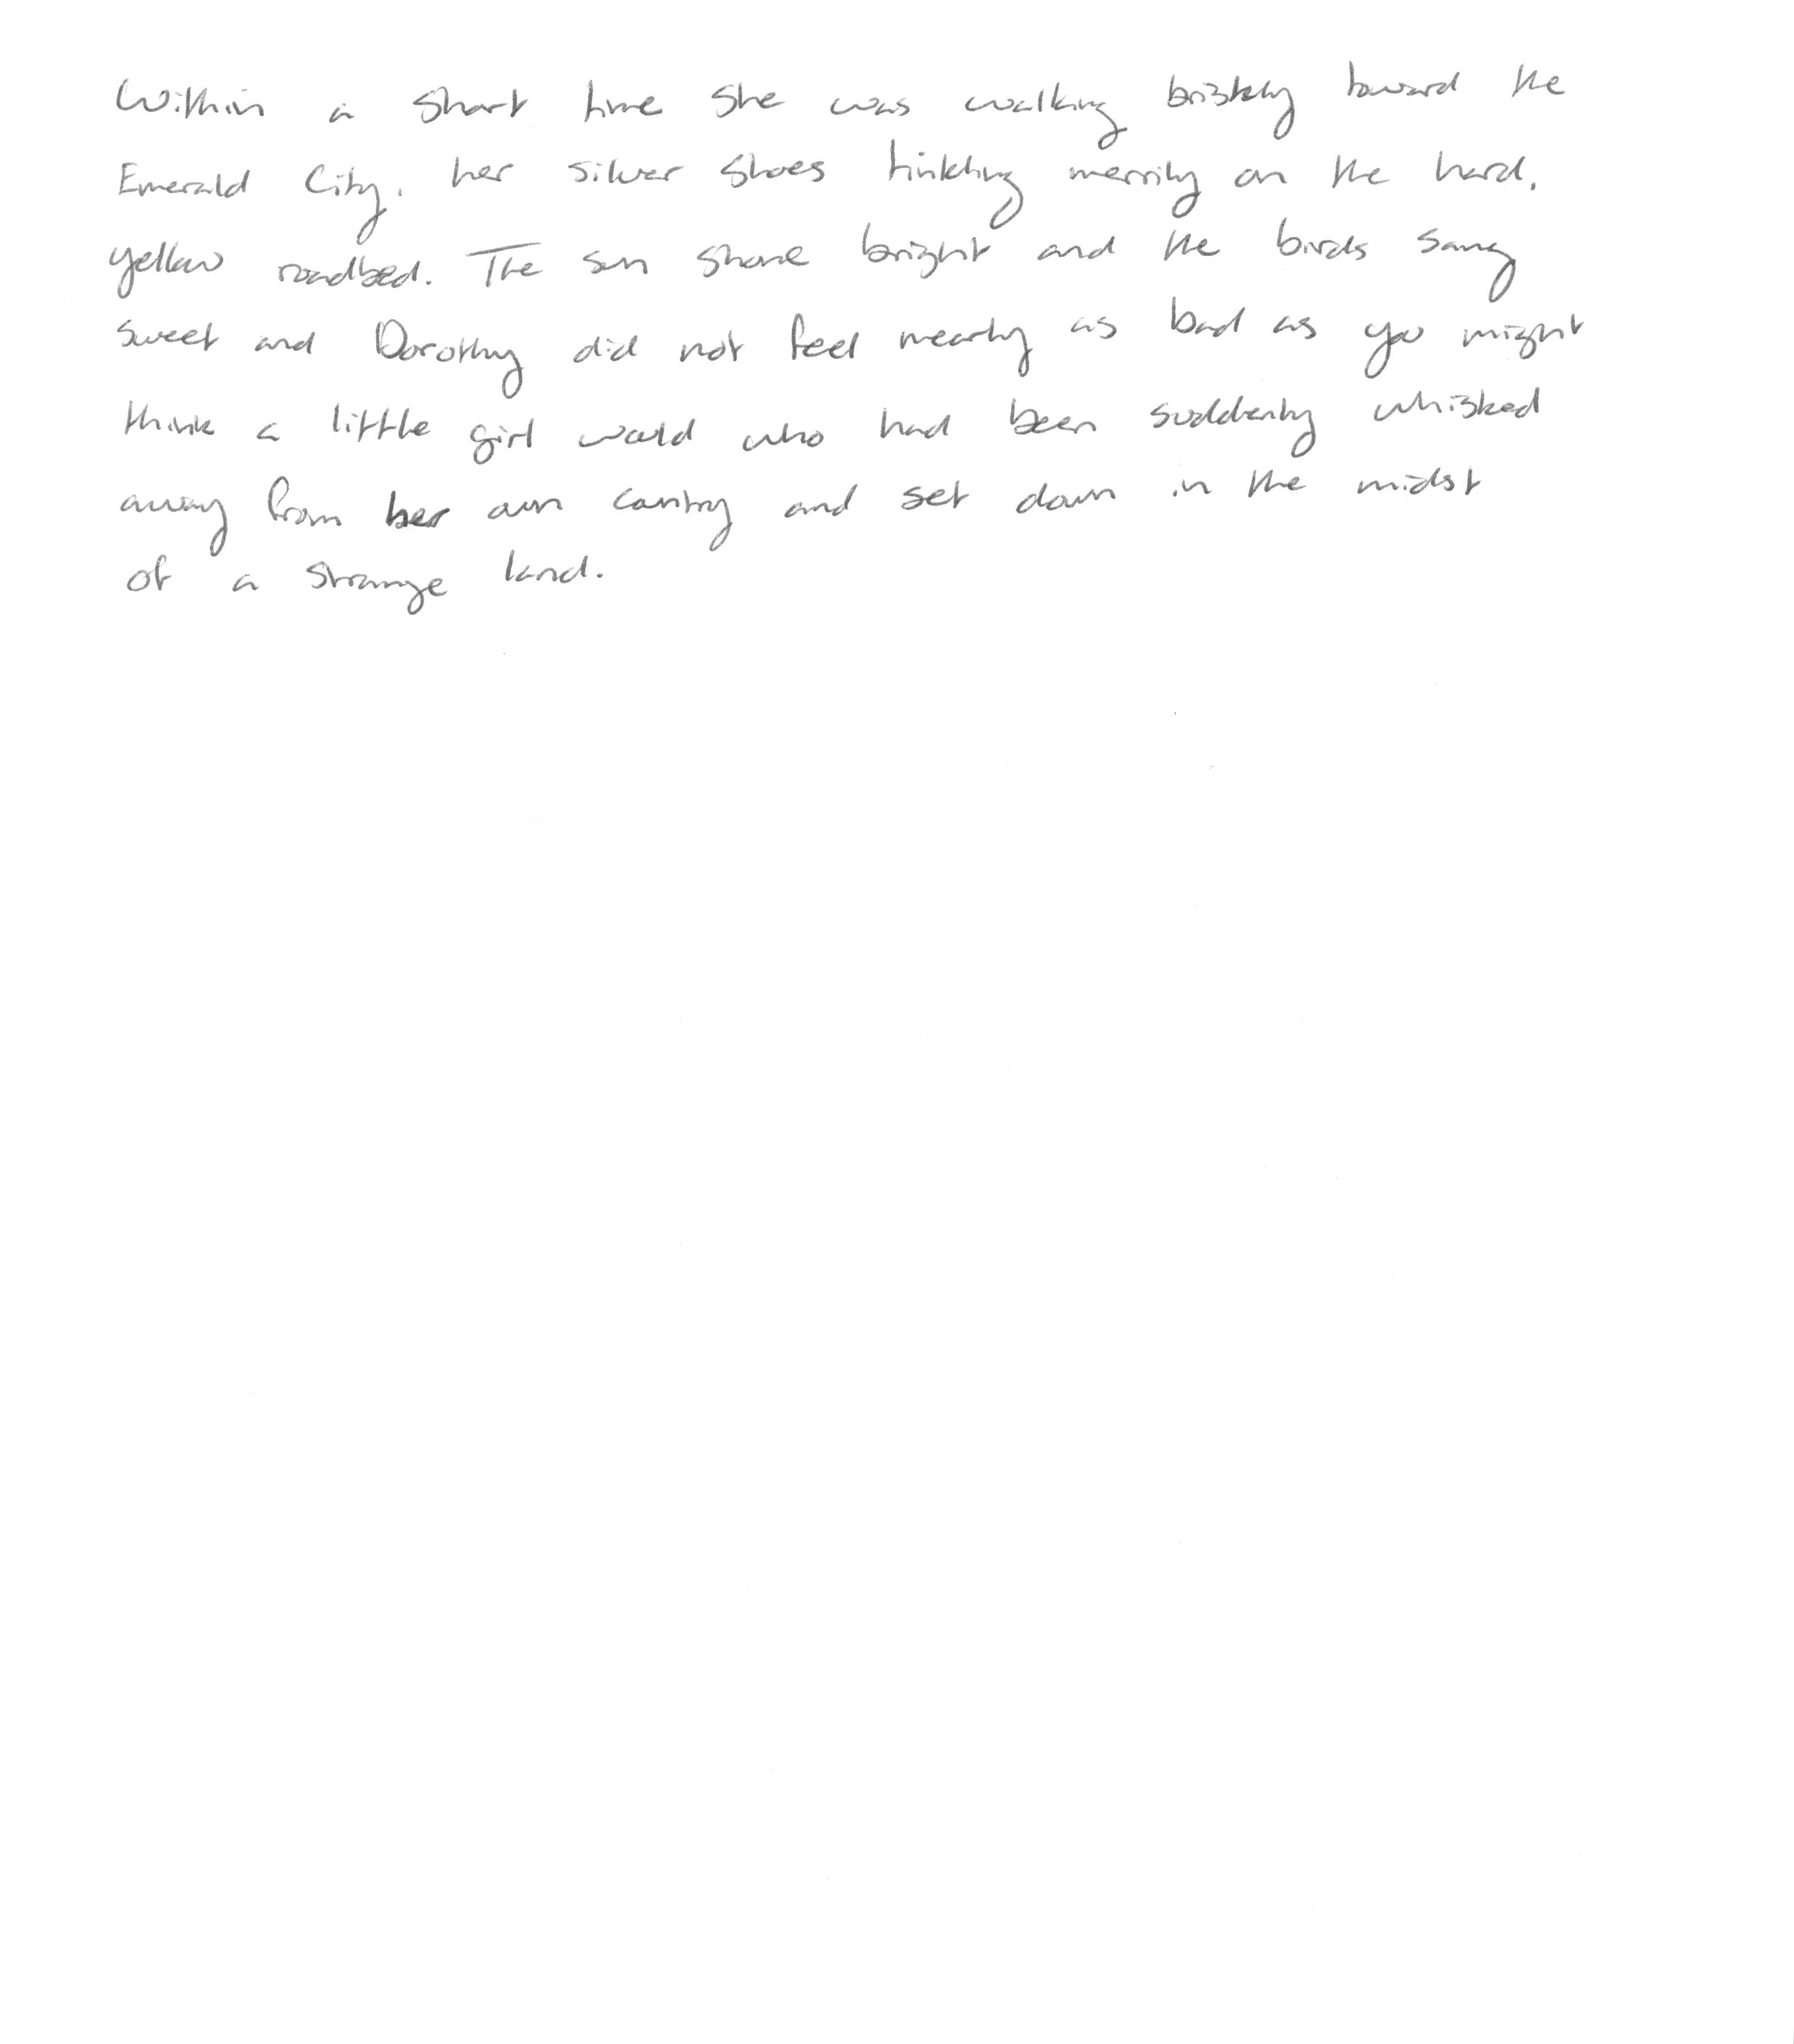 Within a short time she was walking briskly toward the
Emerald City, her silver shoes tinkling merrily on the hard,
yellow roadbed. The sun shone bright and the birds sang
sweet and Dorothy did not feel nearly as bad as you might
think a little girl would who had been suddenly whisked
away from her own country and set down in the midst
of a strange land.